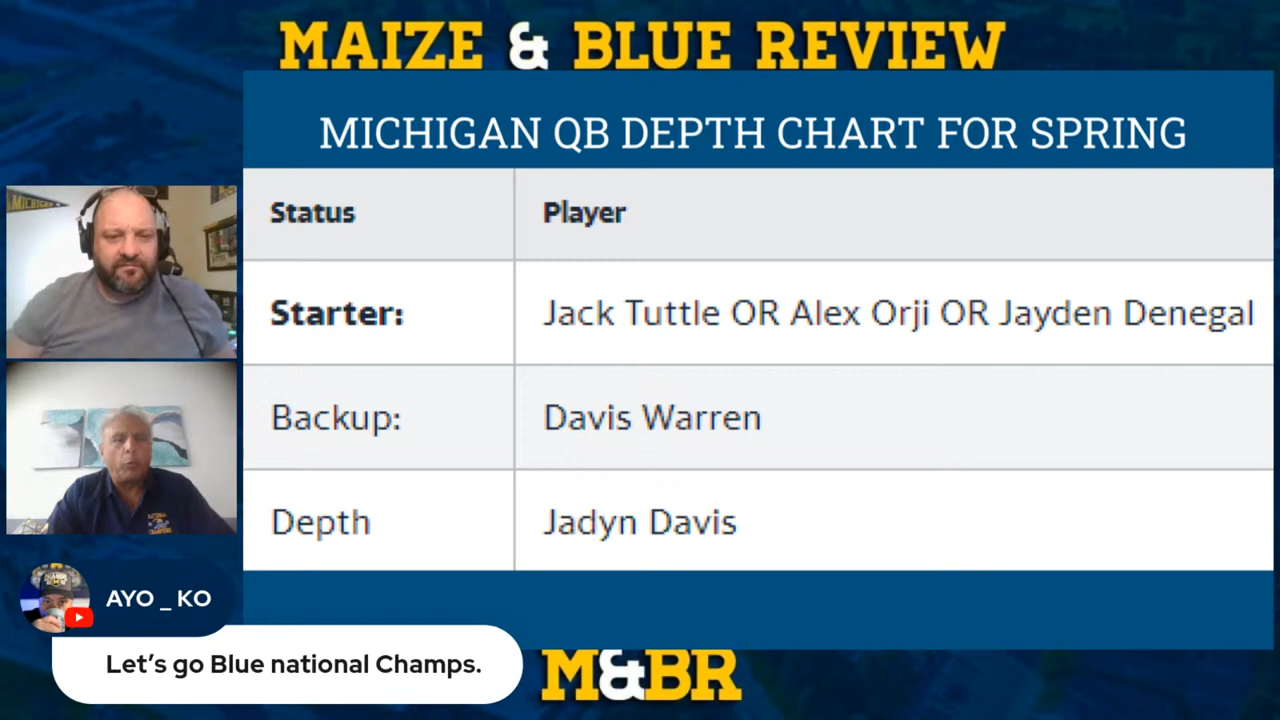 MAIZE & BLUE REVIEW
MICHIGAN QB DEPTH CHART FOR SPRING
Status Player
Starter: Jack Tuttle OR Alex Orji OR Jayden Denegal
Backup: Davis Warren
Depth Jadyn Davis
MICHIGAN
AYO _ KO
Let’s go Blue national Champs.
M&BR